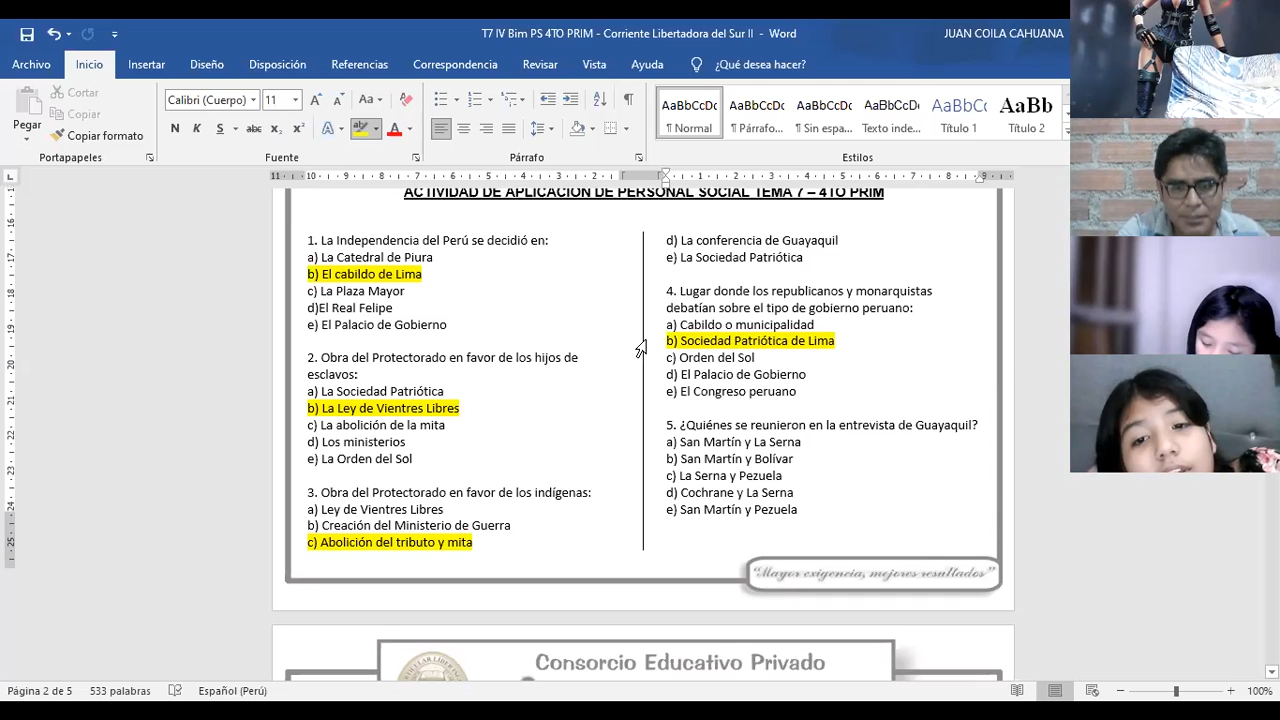 T7 IV Bim PS 4TO PRIM - Corriente Libertadora del Sur II - Word
JUAN COILA CAHUANA
Archivo Inicio Insertar Diseño Disposición Referencias Correspondencia Revisar Vista Ayuda ¿Qué desea hacer?
Pegar
Cortar
Copiar
Copiar formato
Portapapeles
Calibri (Cuerpo) 11
Fuente
Párrafo
AaBbCcDc ¶ Normal
AaBbCcDc ¶ Párrafo...
AaBbCcDc ¶ Sin espa...
AaBbCcDc Texto inde...
AaBbCcDc Título 1
AaBb Título 2
Estilos
ACTIVIDAD DE APLICACIÓN DE PERSONAL SOCIAL TEMA 7 – 4TO PRIM
1. La Independencia del Perú se decidió en:
a) La Catedral de Piura
b) El cabildo de Lima
c) La Plaza Mayor
d)El Real Felipe
e) El Palacio de Gobierno
2. Obra del Protectorado en favor de los hijos de
esclavos:
a) La Sociedad Patriótica
b) La Ley de Vientres Libres
c) La abolición de la mita
d) Los ministerios
e) La Orden del Sol
3. Obra del Protectorado en favor de los indígenas:
a) Ley de Vientres Libres
b) Creación del Ministerio de Guerra
c) Abolición del tributo y mita
d) La conferencia de Guayaquil
e) La Sociedad Patriótica
4. Lugar donde los republicanos y monarquistas
debatían sobre el tipo de gobierno peruano:
a) Cabildo o municipalidad
b) Sociedad Patriótica de Lima
c) Orden del Sol
d) El Palacio de Gobierno
e) El Congreso peruano
5. ¿Quiénes se reunieron en la entrevista de Guayaquil?
a) San Martín y La Serna
b) San Martín y Bolívar
c) La Serna y Pezuela
d) Cochrane y La Serna
e) San Martín y Pezuela
"Mayor exigencia, mejores resultados"
Consorcio Educativo Privado
Página 2 de 5 533 palabras Español (Perú) 100%